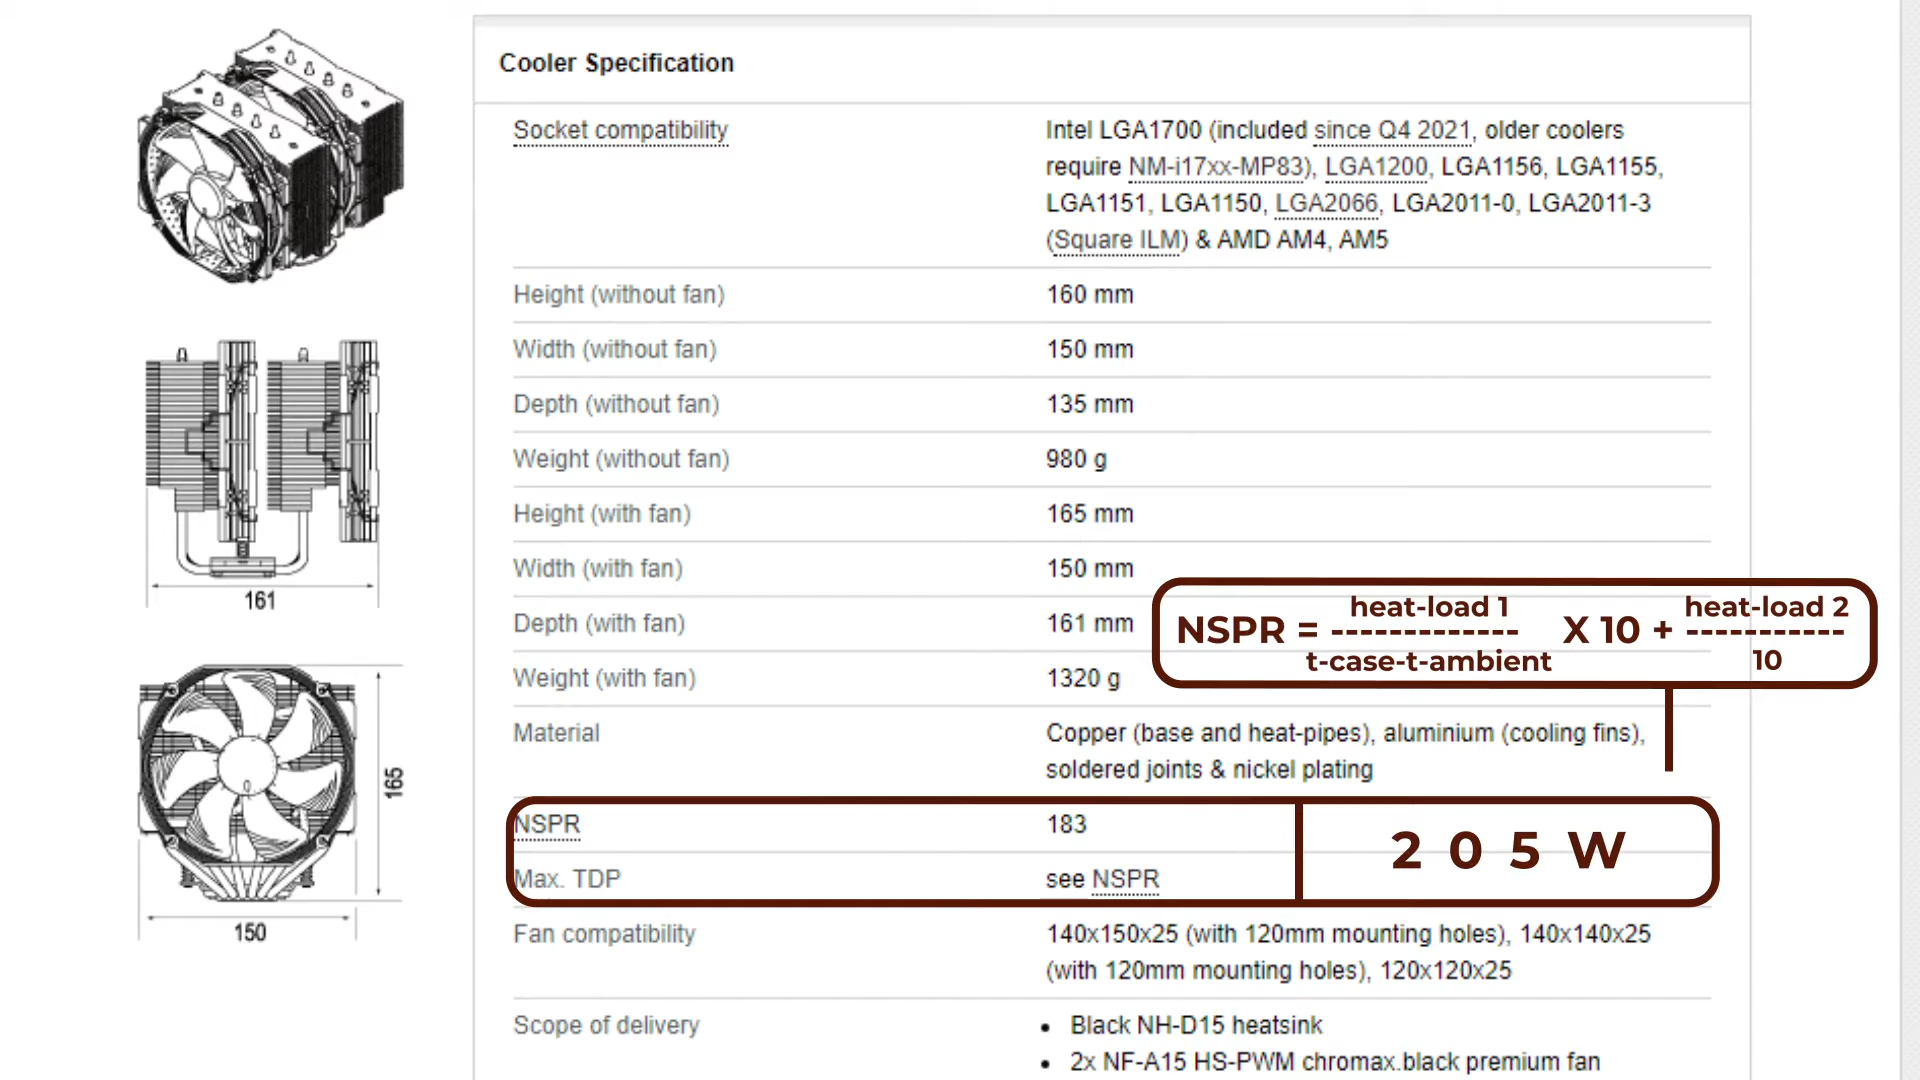 Cooler Specification
Socket compatibility
Intel LGA1700 (included since Q4 2021, older coolers
require NM-i17xx-MP83), LGA1200, LGA1156, LGA1155,
LGA1151, LGA1150, LGA2066, LGA2011-0, LGA2011-3
(Square ILM) & AMD AM4, AM5
Height (without fan) 160 mm
Width (without fan) 150 mm
Depth (without fan) 135 mm
Weight (without fan) 980 g
Height (with fan) 165 mm
Width (with fan) 150 mm
Depth (with fan) 161 mm
Weight (with fan) 1320 g
heat-load 1 heat-load 2
NSPR = ------------- X 10 + -----------
t-case-t-ambient 10
Material
Copper (base and heat-pipes), aluminium (cooling fins),
soldered joints & nickel plating
NSPR 183
Max. TDP see NSPR
2 0 5 W
Fan compatibility
140x150x25 (with 120mm mounting holes), 140x140x25
(with 120mm mounting holes), 120x120x25
Scope of delivery
• Black NH-D15 heatsink
• 2x NF-A15 HS-PWM chromax.black premium fan
161
165
150